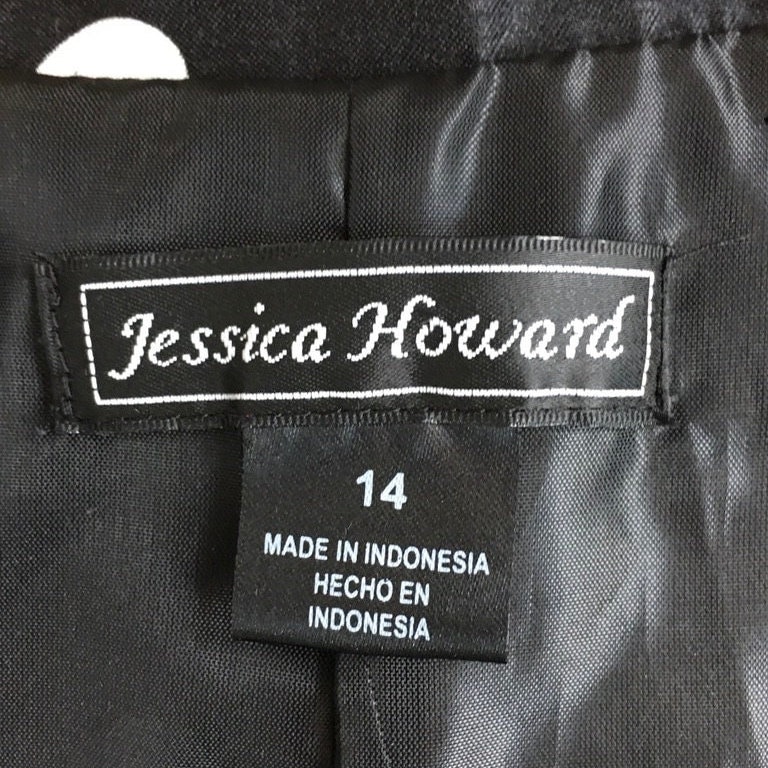 Jessica Howard
14
MADE IN INDONESIA
HECHO EN
INDONESIA